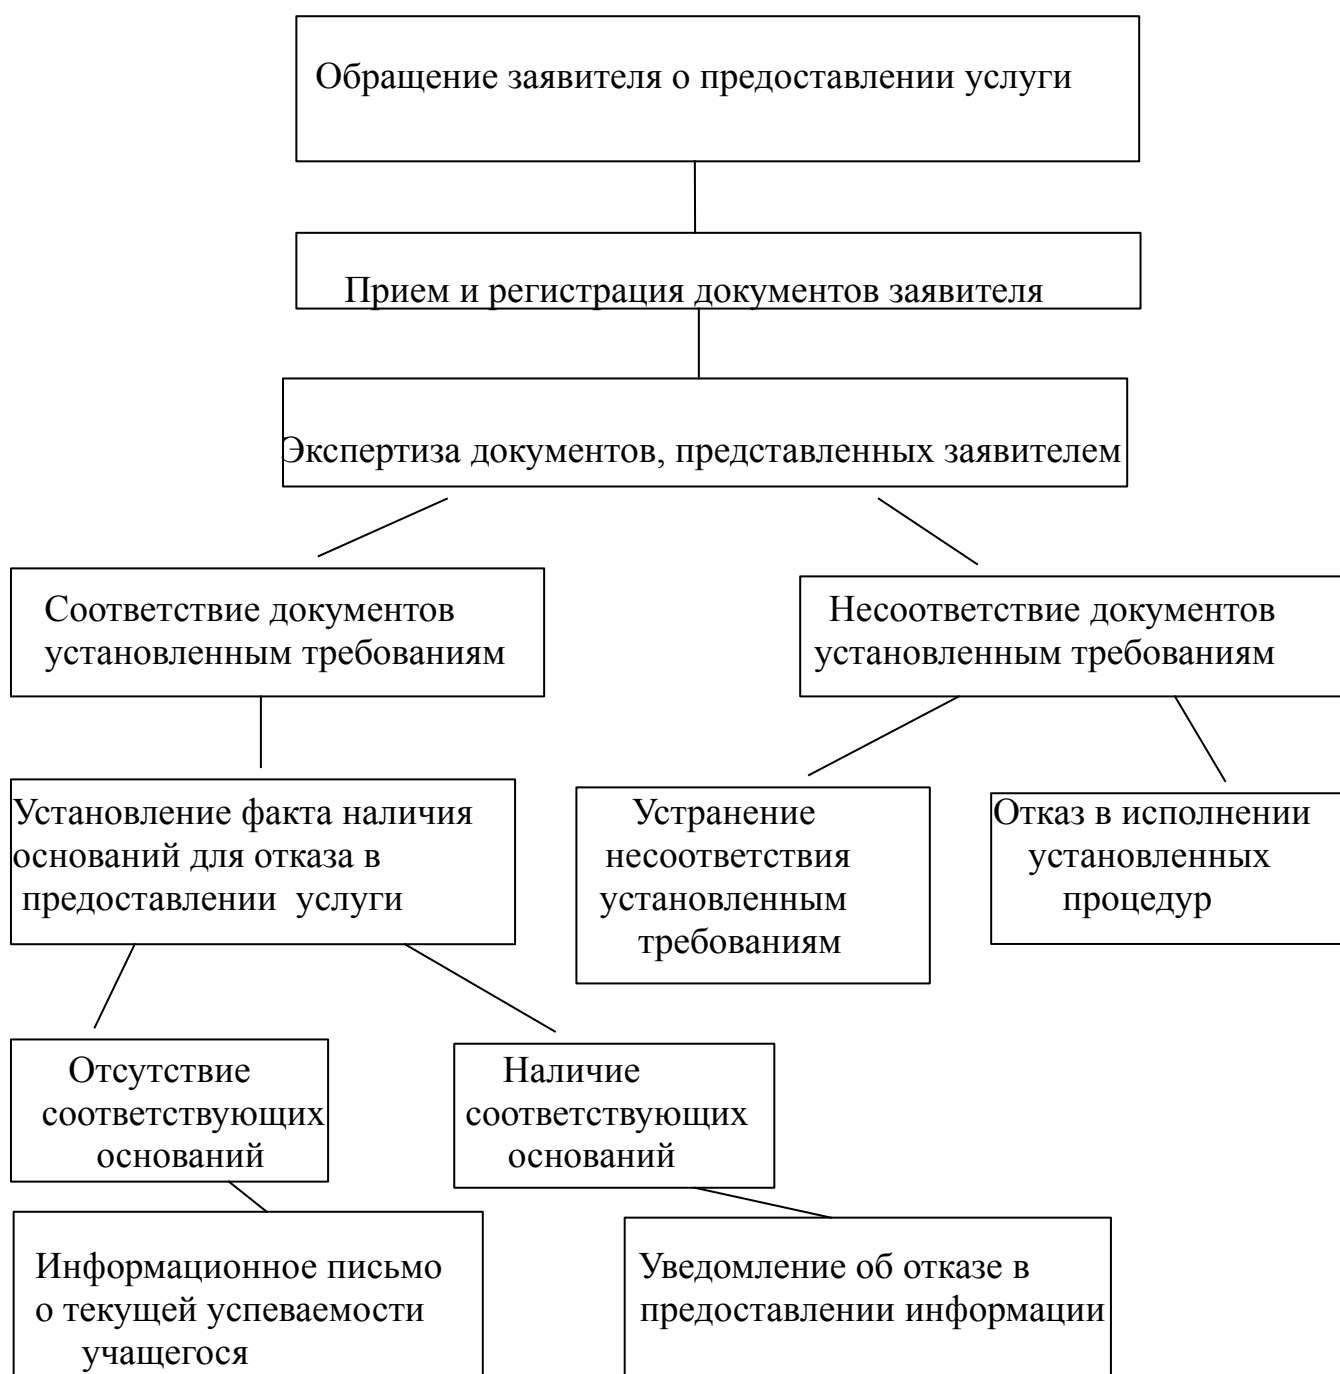 Обращение заявителя о предоставлении услуги
Прием и регистрация документов заявителя
Экспертиза документов, представленных заявителем
Соответствие документов
установленным требованиям
Несоответствие документов
установленным требованиям
Установление факта наличия
оснований для отказа в
предоставлении услуги
Устранение
несоответствия
установленным
требованиям
Отказ в исполнении
установленных
процедур
Отсутствие
соответствующих
оснований
Наличие
соответствующих
оснований
Информационное письмо
о текущей успеваемости
учащегося
Уведомление об отказе в
предоставлении информации